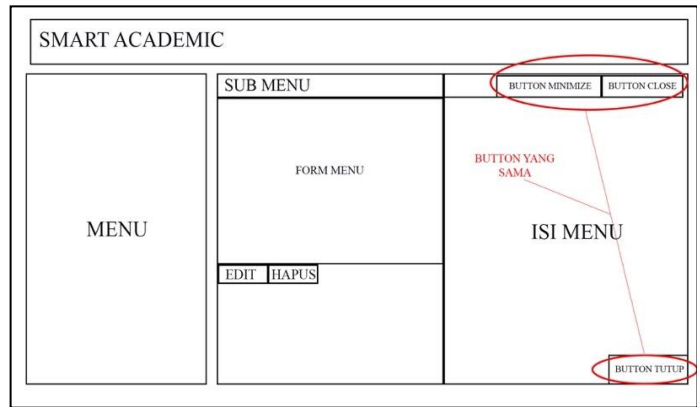 SMART ACADEMIC
SUB MENU
BUTTON MINIMIZE
BUTTON CLOSE
FORM MENU
BUTTON YANG
SAMA
MENU
ISI MENU
EDIT
HAPUS
BUTTON TUTUP